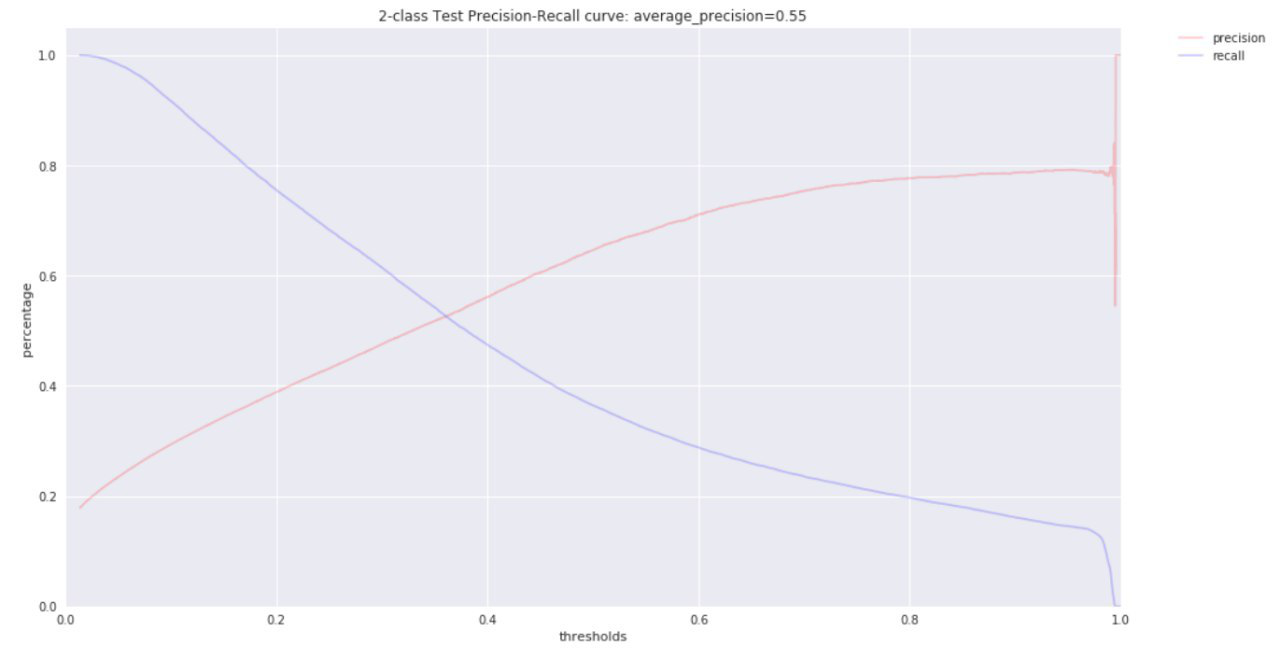 2-class Test Precision-Recall curve: average_precision=0.55
precision
recall
1.0
0.8
0.6
0.4
0.2
0.0
percentage
0.0 0.2 0.4 0.6 0.8 1.0
thresholds